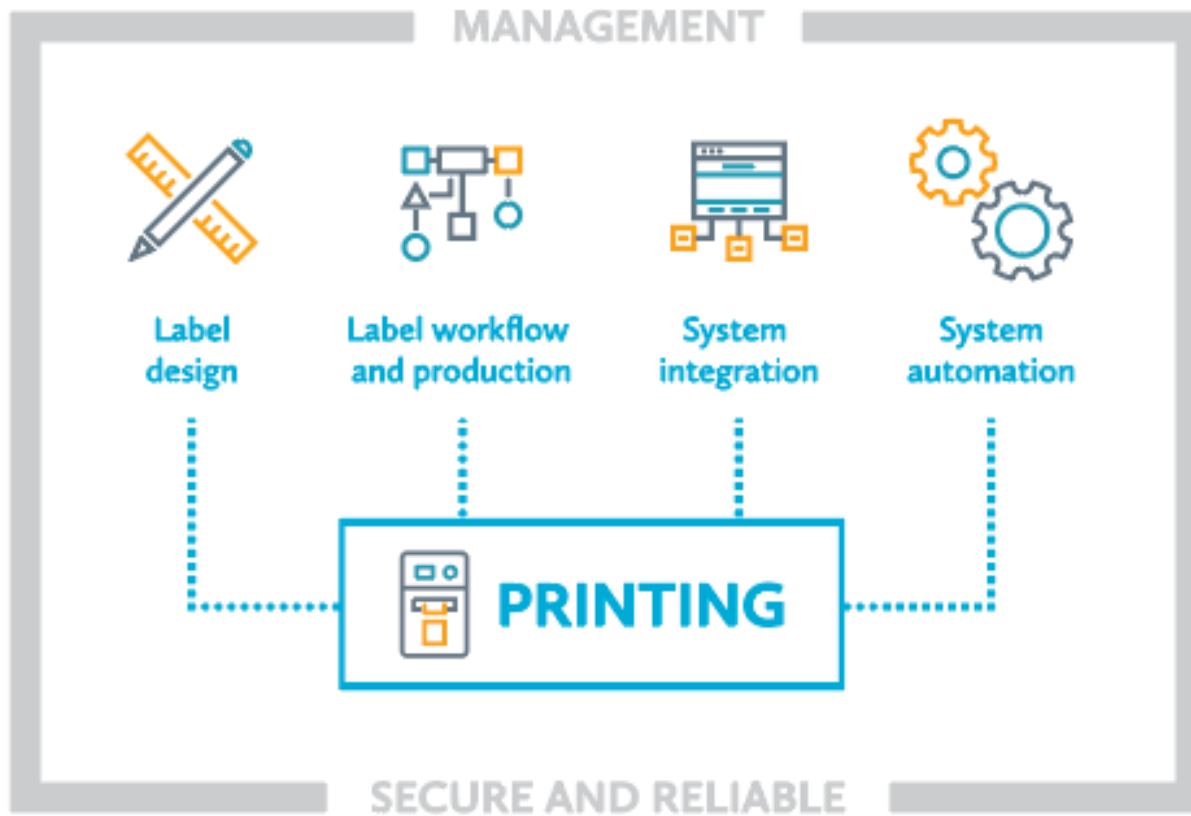 MANAGEMENT
Label
design
Label workflow
and production
System
integration
System
automation
PRINTING
SECURE AND RELIABLE